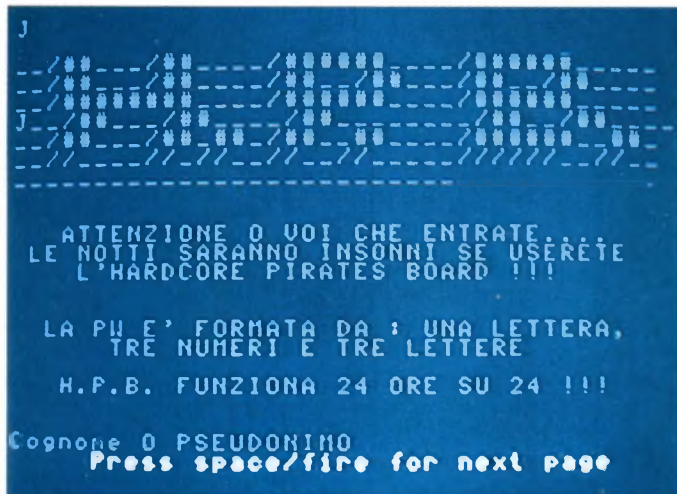 J
J
ATTENZIONE O VOI CHE ENTRATE....
LE NOTTI SARANNO INSONNI SE USERETE
L'HARDCORE PIRATES BOARD !!!
LA PW E' FORMATA DA : UNA LETTERA,
TRE NUMERI E TRE LETTERE
H.P.B. FUNZIONA 24 ORE SU 24 !!!
Cognome O PSEUDONIMO
Press space/fire for next page